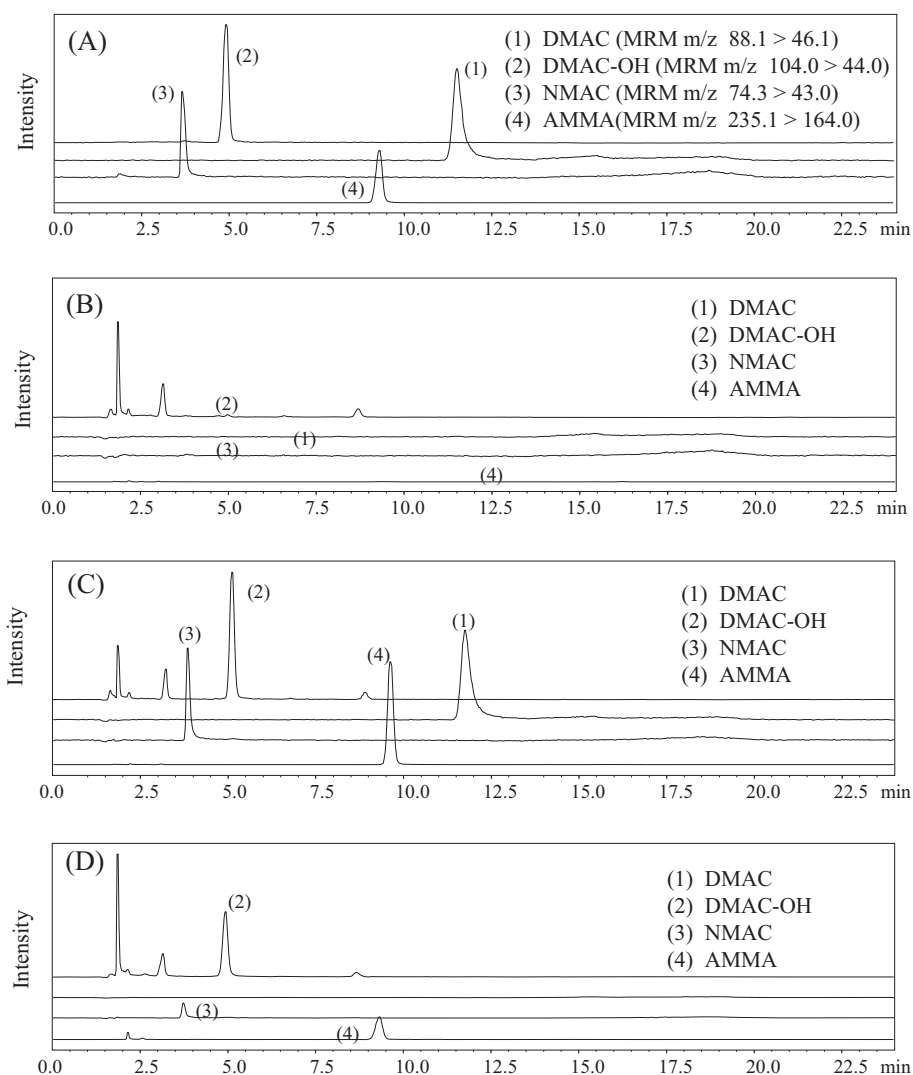 (A)
(1) DMAC (MRM m/z 88.1 > 46.1)
(2) DMAC-OH (MRM m/z 104.0 > 44.0)
(3) NMAC (MRM m/z 74.3 > 43.0)
(4) AMMA(MRM m/z 235.1 > 164.0)
(2)
(1)
(3)
(4)
Intensity
0.0 2.5 5.0 7.5 10.0 12.5 15.0 17.5 20.0 22.5 min
(B)
(1) DMAC
(2) DMAC-OH
(3) NMAC
(4) AMMA
(2)
(1)
(3)
(4)
Intensity
0.0 2.5 5.0 7.5 10.0 12.5 15.0 17.5 20.0 22.5 min
(C)
(1) DMAC
(2) DMAC-OH
(3) NMAC
(4) AMMA
(2)
(1)
(3)
(4)
Intensity
0.0 2.5 5.0 7.5 10.0 12.5 15.0 17.5 20.0 22.5 min
(D)
(1) DMAC
(2) DMAC-OH
(3) NMAC
(4) AMMA
(2)
(3)
(4)
Intensity
0.0 2.5 5.0 7.5 10.0 12.5 15.0 17.5 20.0 22.5 min